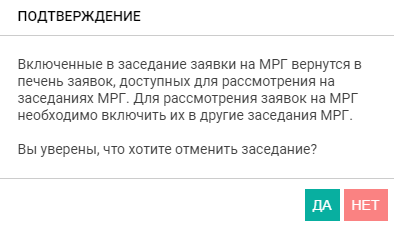 ПОДТВЕРЖДЕНИЕ
Включенные в заседание заявки на МРГ вернутся в
печень заявок, доступных для рассмотрения на
заседаниях МРГ. Для рассмотрения заявок на МРГ
необходимо включить их в другие заседания МРГ.
Вы уверены, что хотите отменить заседание?
ДА НЕТ